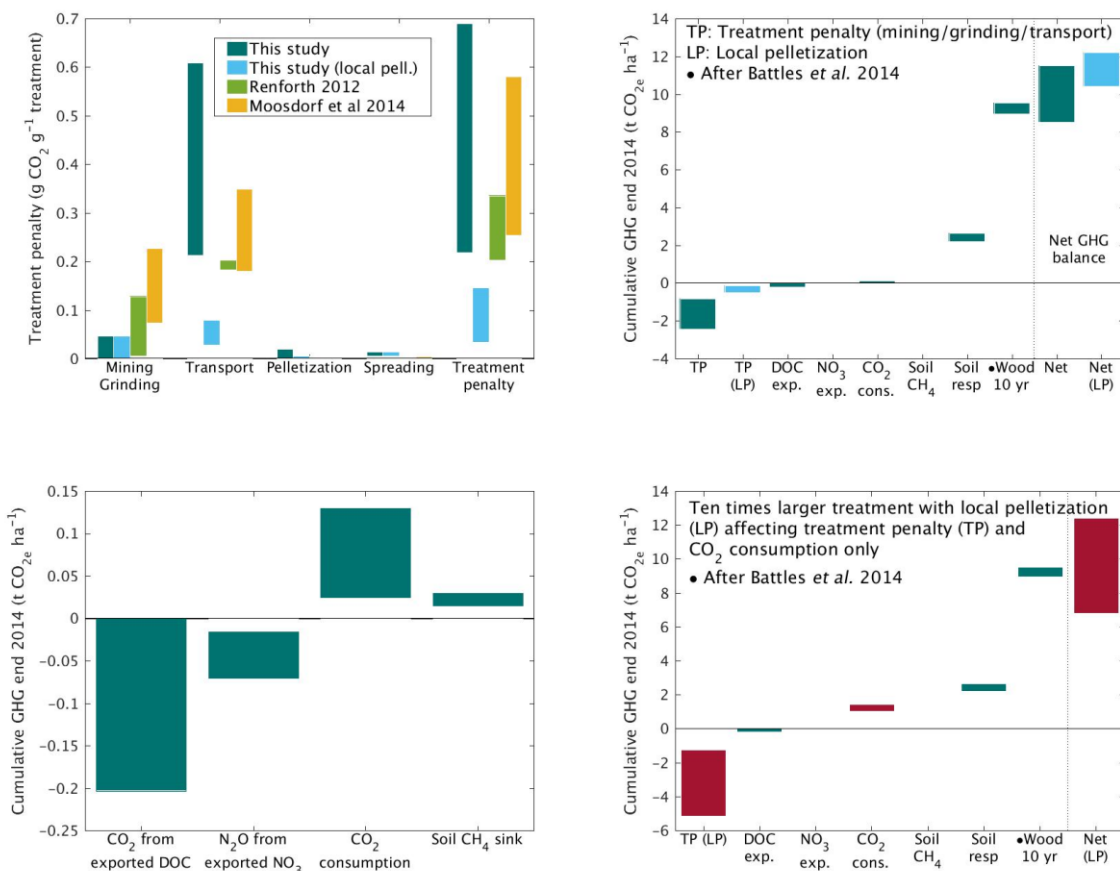 Treatment penalty (g CO₂ g⁻¹ treatment)
0.7
0.6
0.5
0.4
0.3
0.2
0.1
0
This study
This study (local pell.)
Renforth 2012
Moosdorf et al 2014
Mining
Grinding
Transport
Pelletization
Spreading
Treatment
penalty
Cumulative GHG end 2014 (t CO₂ₑ ha⁻¹)
14
12
10
8
6
4
2
0
−2
−4
TP: Treatment penalty (mining/grinding/transport)
LP: Local pelletization
• After Battles et al. 2014
Net GHG
balance
TP
TP
(LP)
DOC
exp.
NO₃
exp.
CO₂
cons.
Soil
CH₄
Soil
resp
•Wood
10 yr
Net
Net
(LP)
Cumulative GHG end 2014 (t CO₂ₑ ha⁻¹)
0.15
0.1
0.05
0
−0.05
−0.1
−0.15
−0.2
−0.25
CO₂ from
exported DOC
N₂O from
exported NO₃
CO₂
consumption
Soil CH₄ sink
Cumulative GHG end 2014 (t CO₂ₑ ha⁻¹)
14
12
10
8
6
4
2
0
−2
−4
−6
Ten times larger treatment with local pelletization
(LP) affecting treatment penalty (TP) and
CO₂ consumption only
• After Battles et al. 2014
TP (LP)
DOC
exp.
NO₃
exp.
CO₂
cons.
Soil
CH₄
Soil
resp
•Wood
10 yr
Net
(LP)